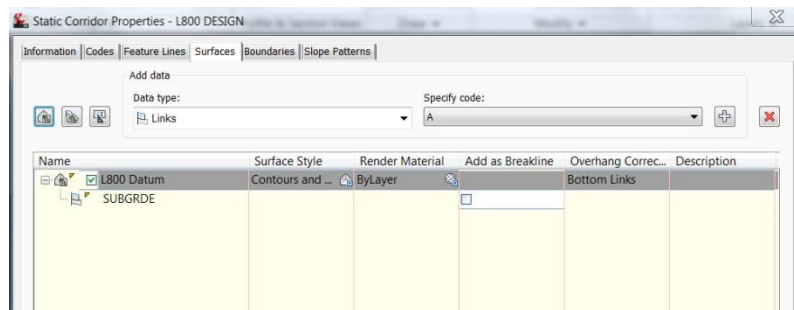 Static Corridor Properties - L800 DESIGN
Information Codes Feature Lines Surfaces Boundaries Slope Patterns
Add data
Data type: Specify code:
Links A
Name Surface Style Render Material Add as Breakline Overhang Correc... Description
L800 Datum Contours and ... ByLayer Bottom Links
SUBGRDE